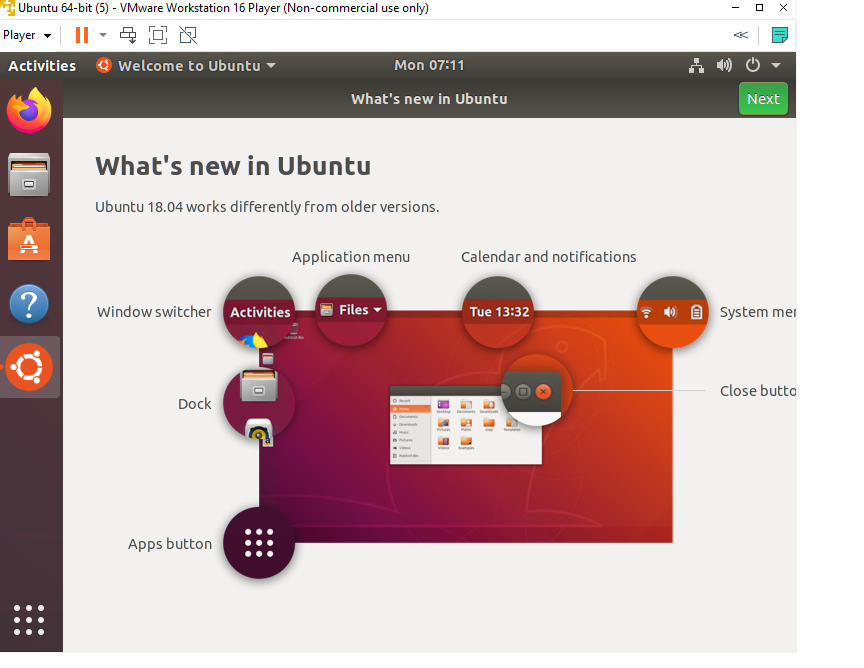 Ubuntu 64-bit (5) - VMware Workstation 16 Player (Non-commercial use only)
Player
Activities Welcome to Ubuntu Mon 07:11
What's new in Ubuntu Next
What's new in Ubuntu
Ubuntu 18.04 works differently from older versions.
Application menu Calendar and notifications
Window switcher Activities Files Tue 13:32 System men
Dock Close butto
Apps button